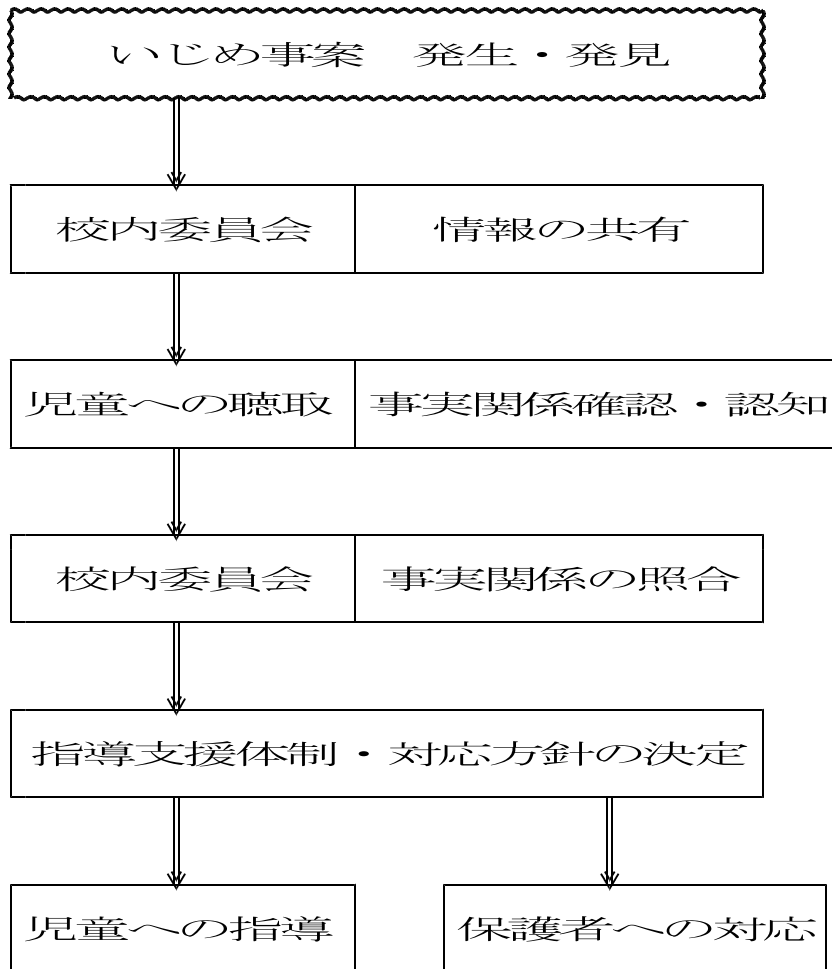 いじめ事案　発生・発見
校内委員会　情報の共有
児童への聴取　事実関係確認・認知
校内委員会　事実関係の照合
指導支援体制・対応方針の決定
児童への指導　保護者への対応